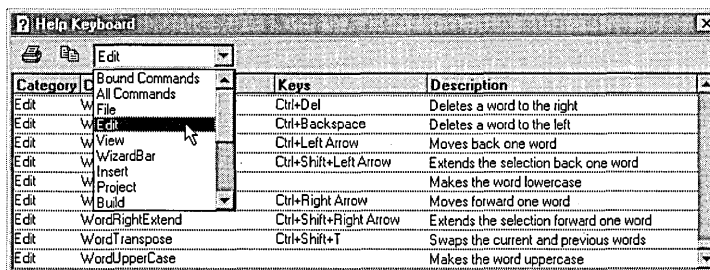 Help Keyboard
Edit
Category D Keys Description
Bound Commands
All Commands
File
Edit
View
WizardBar
Insert
Project
Build
Edit W Ctrl+Del Deletes a word to the right
Edit W Ctrl+Backspace Deletes a word to the left
Edit W Ctrl+Left Arrow Moves back one word
Edit W Ctrl+Shift+Left Arrow Extends the selection back one word
Edit W Makes the word lowercase
Edit W Ctrl+Right Arrow Moves forward one word
Edit WordRightExtend Ctrl+Shift+Right Arrow Extends the selection forward one word
Edit WordTranspose Ctrl+Shift+T Swaps the current and previous words
Edit WordUpperCase Makes the word uppercase